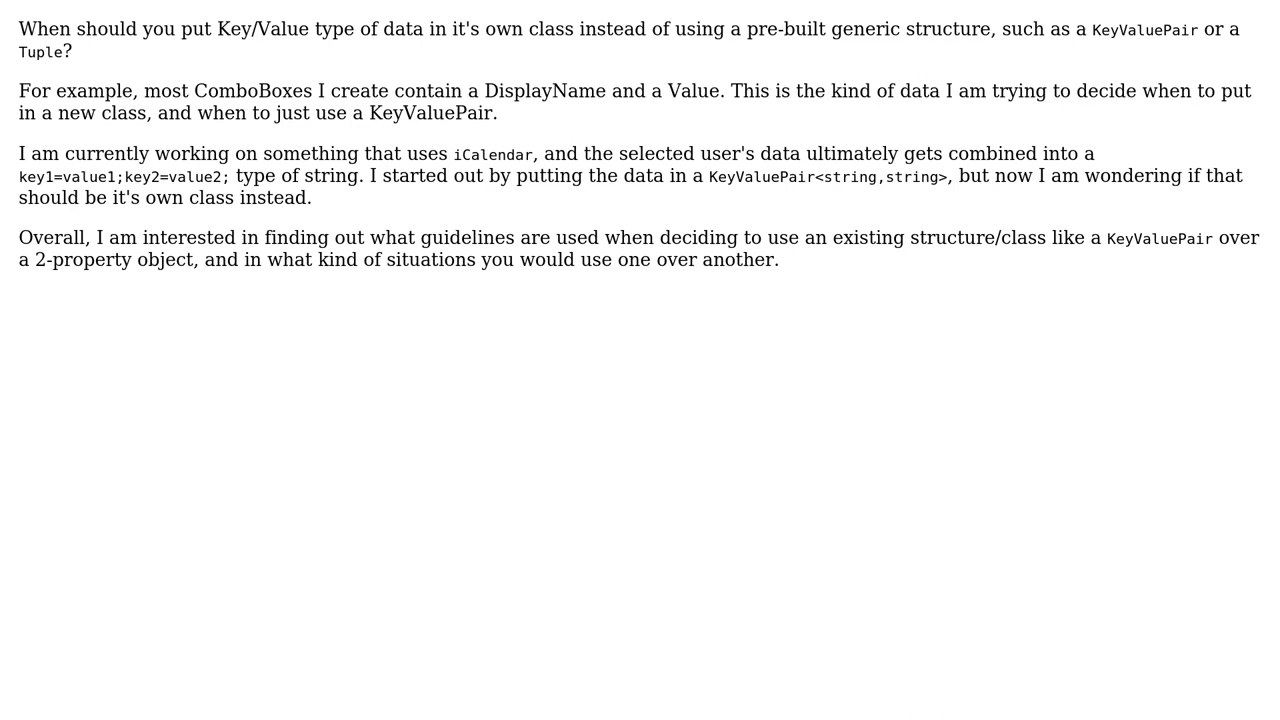 When should you put Key/Value type of data in it's own class instead of using a pre-built generic structure, such as a KeyValuePair or a
Tuple?
For example, most ComboBoxes I create contain a DisplayName and a Value. This is the kind of data I am trying to decide when to put
in a new class, and when to just use a KeyValuePair.
I am currently working on something that uses iCalendar, and the selected user's data ultimately gets combined into a
key1=value1;key2=value2; type of string. I started out by putting the data in a KeyValuePair<string,string>, but now I am wondering if that
should be it's own class instead.
Overall, I am interested in finding out what guidelines are used when deciding to use an existing structure/class like a KeyValuePair over
a 2-property object, and in what kind of situations you would use one over another.